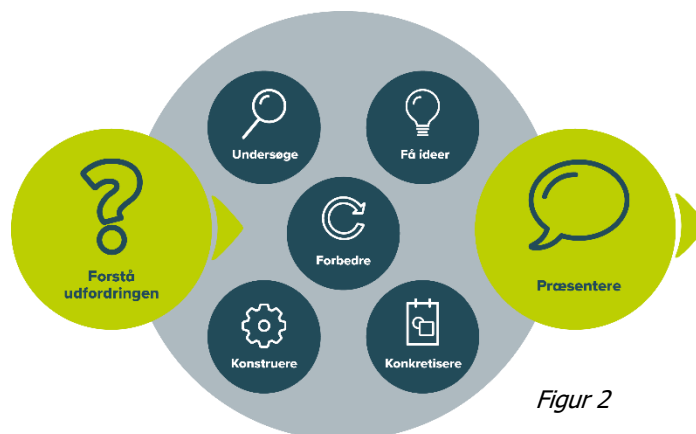 Undersøge
Få ideer
Forstå
udfordringen
Forbedre
Præsentere
Konstruere
Konkretisere
Figur 2